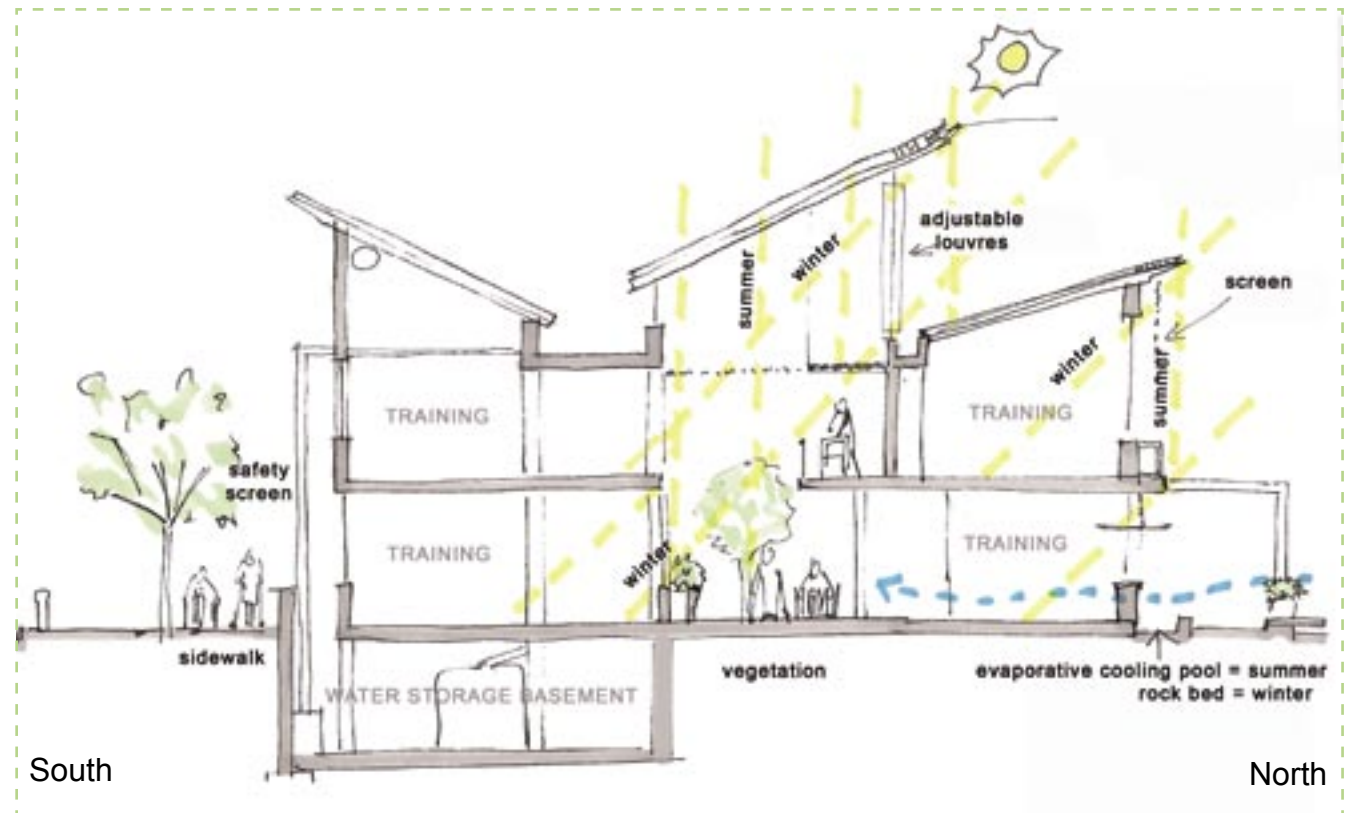 adjustable
louvres
summer
winter
screen
winter
summer
TRAINING
TRAINING
safety
screen
TRAINING
TRAINING
winter
sidewalk
vegetation
evaporative cooling pool = summer
rock bed = winter
WATER STORAGE BASEMENT
South
North